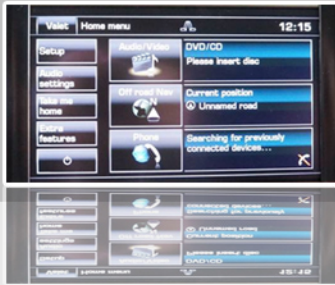 Valet Home menu 12:15
Setup
Audio/Video
DVD/CD
Please insert disc
Audio
settings
Take me
home
Off road Nav
N
Current position
Unnamed road
Extra
features
Phone
Searching for previously
connected devices...